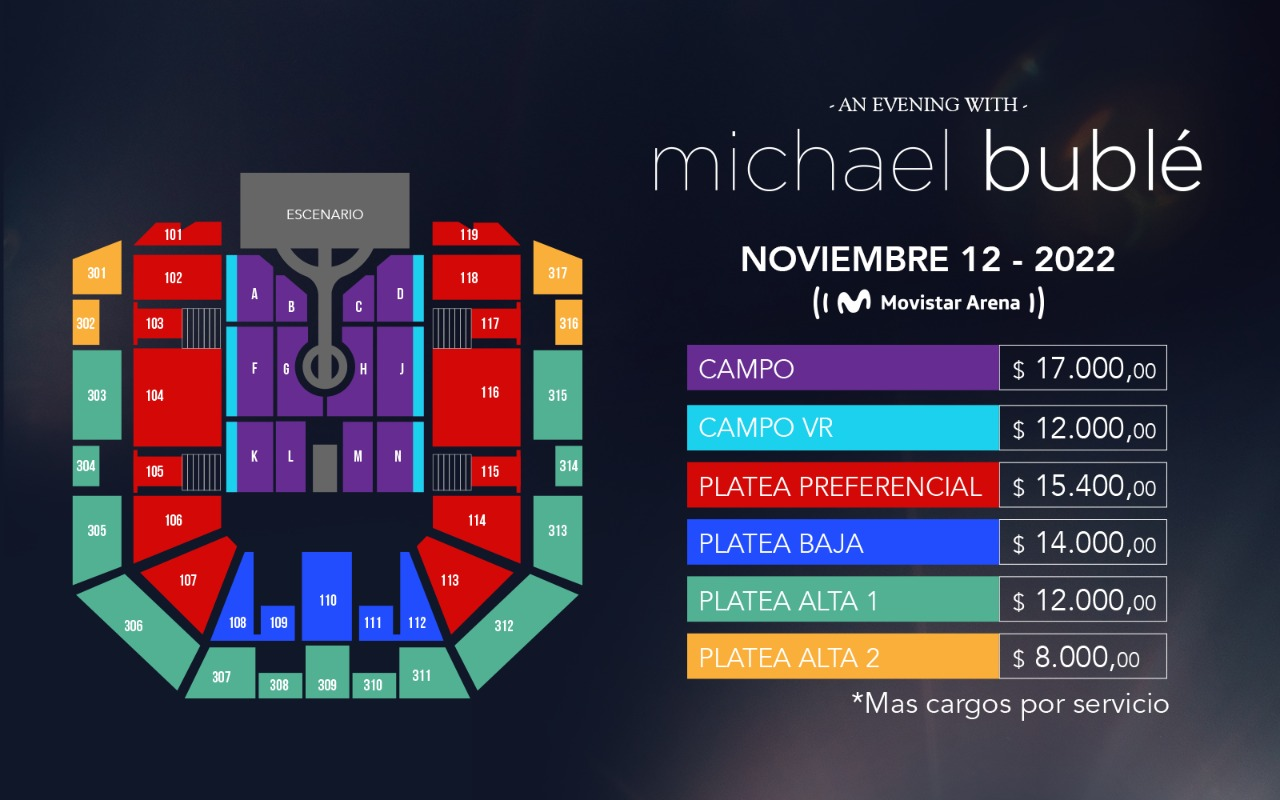 - AN EVENING WITH -
michael bublé
NOVIEMBRE 12 - 2022
Movistar Arena
CAMPO $ 17.000,00
CAMPO VR $ 12.000,00
PLATEA PREFERENCIAL $ 15.400,00
PLATEA BAJA $ 14.000,00
PLATEA ALTA 1 $ 12.000,00
PLATEA ALTA 2 $ 8.000,00
*Mas cargos por servicio
ESCENARIO
101 119
301 102 118 317
A B C D
302 103 117 316
303 104 F G H J 116 315
304 105 K L M N 115 314
305 106 114 313
107 113
306 108 109 110 111 112 312
307 308 309 310 311